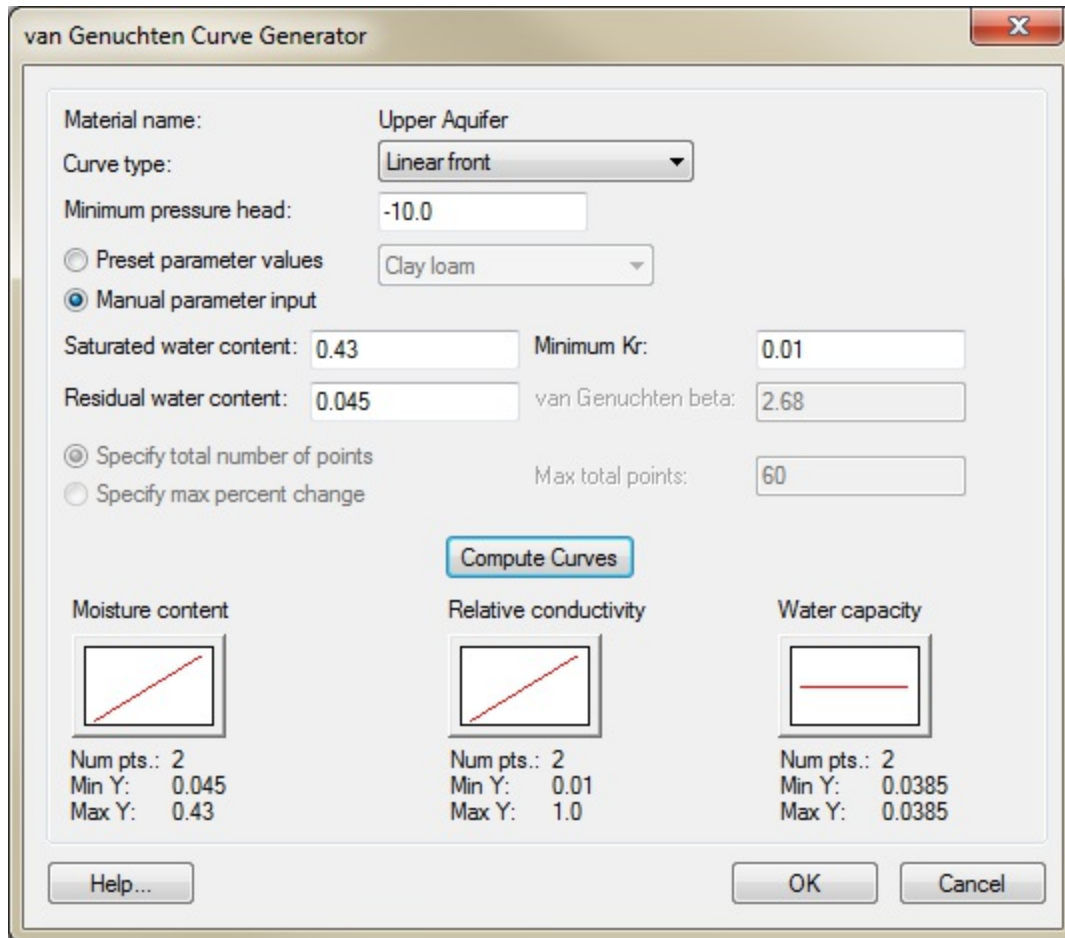 van Genuchten Curve Generator
X
Material name: Upper Aquifer
Curve type: Linear front
Minimum pressure head: -10.0
Preset parameter values Clay loam
Manual parameter input
Saturated water content: 0.43 Minimum Kr: 0.01
Residual water content: 0.045 van Genuchten beta: 2.68
Specify total number of points
Max total points: 60
Specify max percent change
Compute Curves
Moisture content Relative conductivity Water capacity
Num pts.: 2 Num pts.: 2 Num pts.: 2
Min Y: 0.045 Min Y: 0.01 Min Y: 0.0385
Max Y: 0.43 Max Y: 1.0 Max Y: 0.0385
Help... OK Cancel